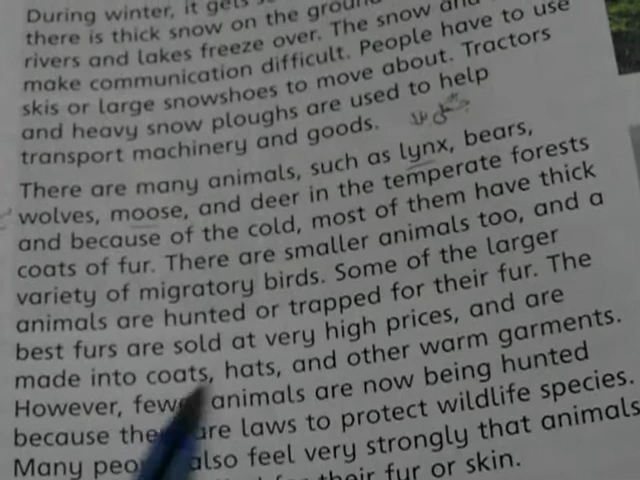 During winter, it gets
there is thick snow on the ground
rivers and lakes freeze over. The snow and
make communication difficult. People have to use
skis or large snowshoes to move about. Tractors
and heavy snow ploughs are used to help
transport machinery and goods.
There are many animals, such as lynx, bears,
wolves, moose, and deer in the temperate forests
and because of the cold, most of them have thick
coats of fur. There are smaller animals too, and a
variety of migratory birds. Some of the larger
animals are hunted or trapped for their fur. The
best furs are sold at very high prices, and are
made into coats, hats, and other warm garments.
However, fewe animals are now being hunted
because the are laws to protect wildlife species.
Many peo also feel very strongly that animals
for their fur or skin.